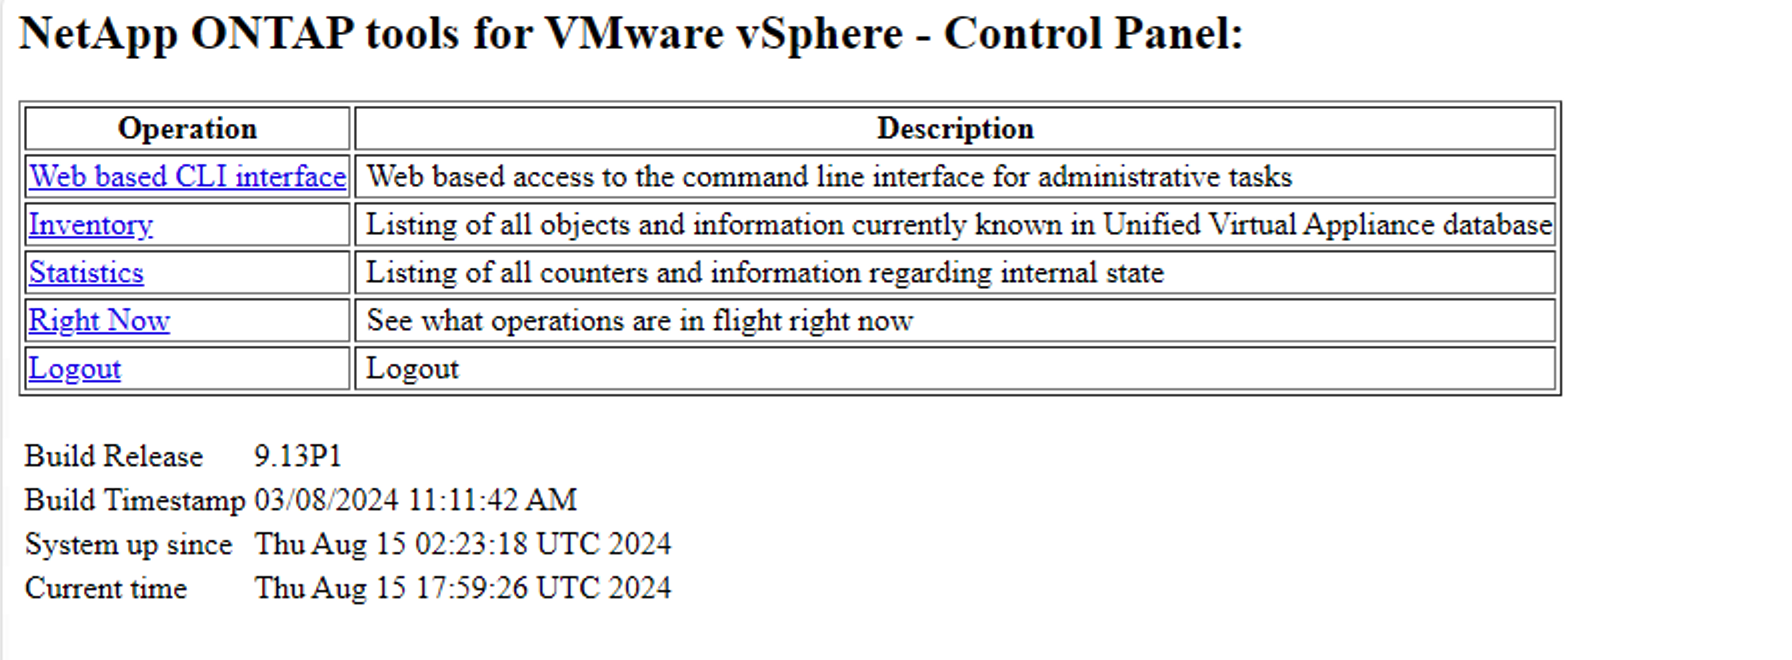 NetApp ONTAP tools for VMware vSphere - Control Panel:
Operation Description
Web based CLI interface Web based access to the command line interface for administrative tasks
Inventory Listing of all objects and information currently known in Unified Virtual Appliance database
Statistics Listing of all counters and information regarding internal state
Right Now See what operations are in flight right now
Logout Logout
Build Release 9.13P1
Build Timestamp 03/08/2024 11:11:42 AM
System up since Thu Aug 15 02:23:18 UTC 2024
Current time Thu Aug 15 17:59:26 UTC 2024